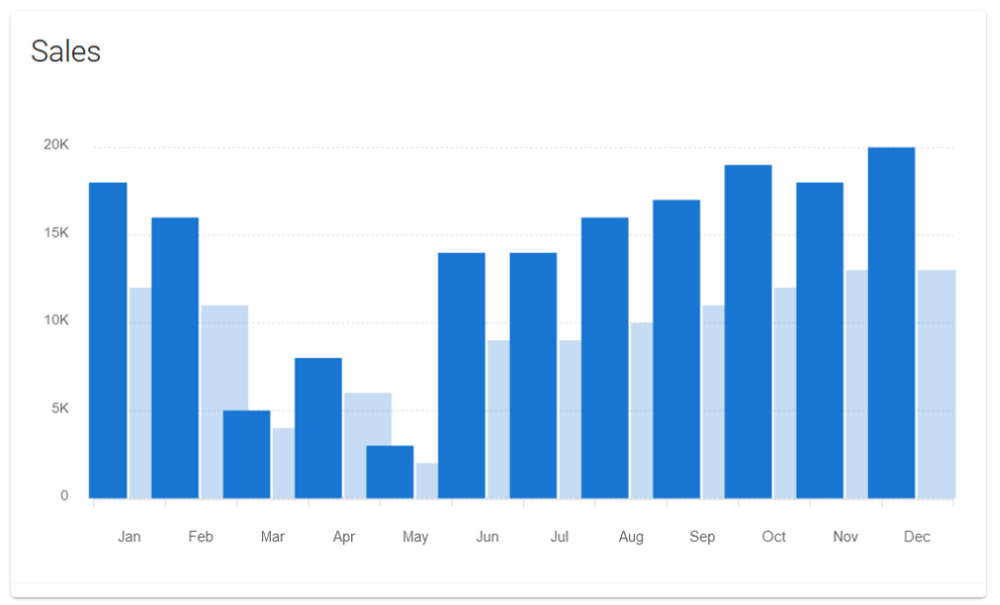 Sales
20K
15K
10K
5K
0
Jan Feb Mar Apr May Jun Jul Aug Sep Oct Nov Dec